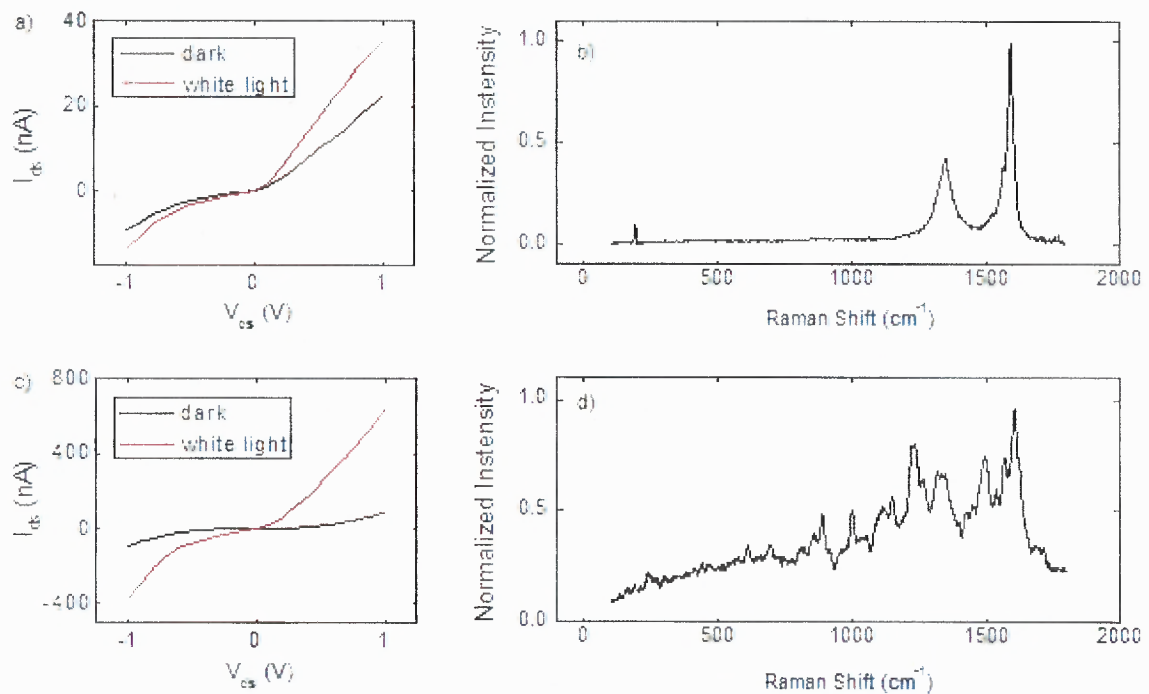 a)
40
20
0
-1
0
1
I_ds (nA)
V_ds (V)
dark
white light
b)
1.0
0.5
0.0
0
500
1000
1500
2000
Normalized Instensity
Raman Shift (cm⁻¹)
c)
800
400
0
-400
-1
0
1
I_ds (nA)
V_ds (V)
dark
white light
d)
1.0
0.5
0.0
0
500
1000
1500
2000
Normalized Instensity
Raman Shift (cm⁻¹)